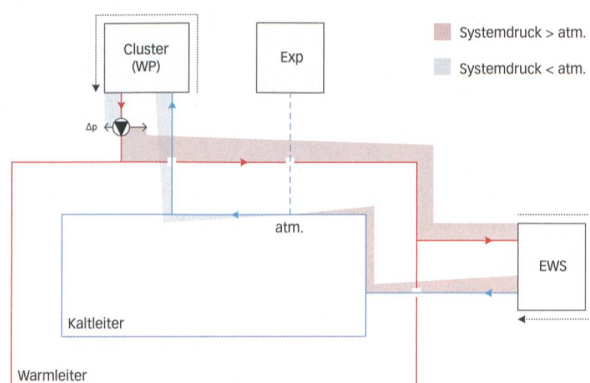 Cluster
(WP)
Exp
Systemdruck > atm.
Systemdruck < atm.
Δp
atm.
EWS
Kaltleiter
Warmleiter